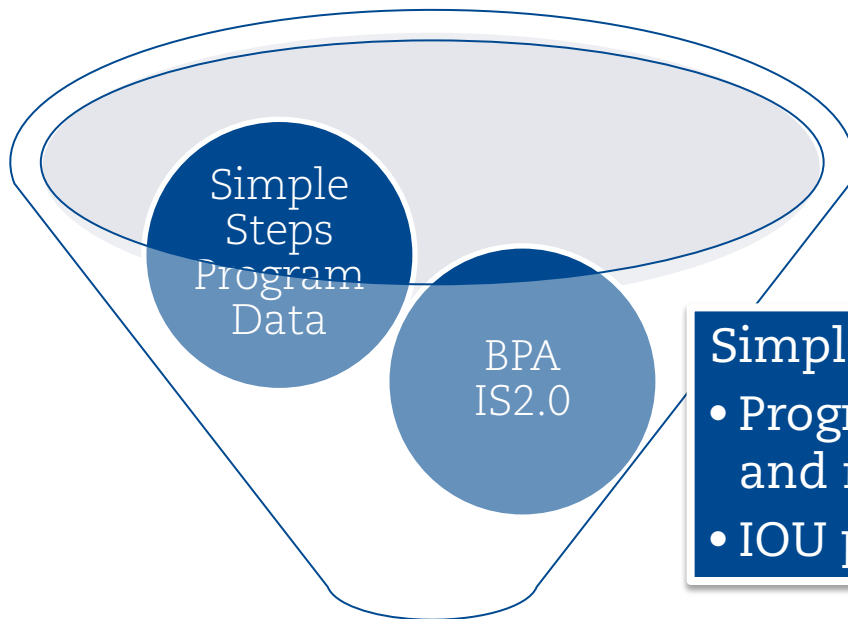 Simple
Steps
Program
Data
BPA
IS2.0
Simpl
• Progr
and
• IOU